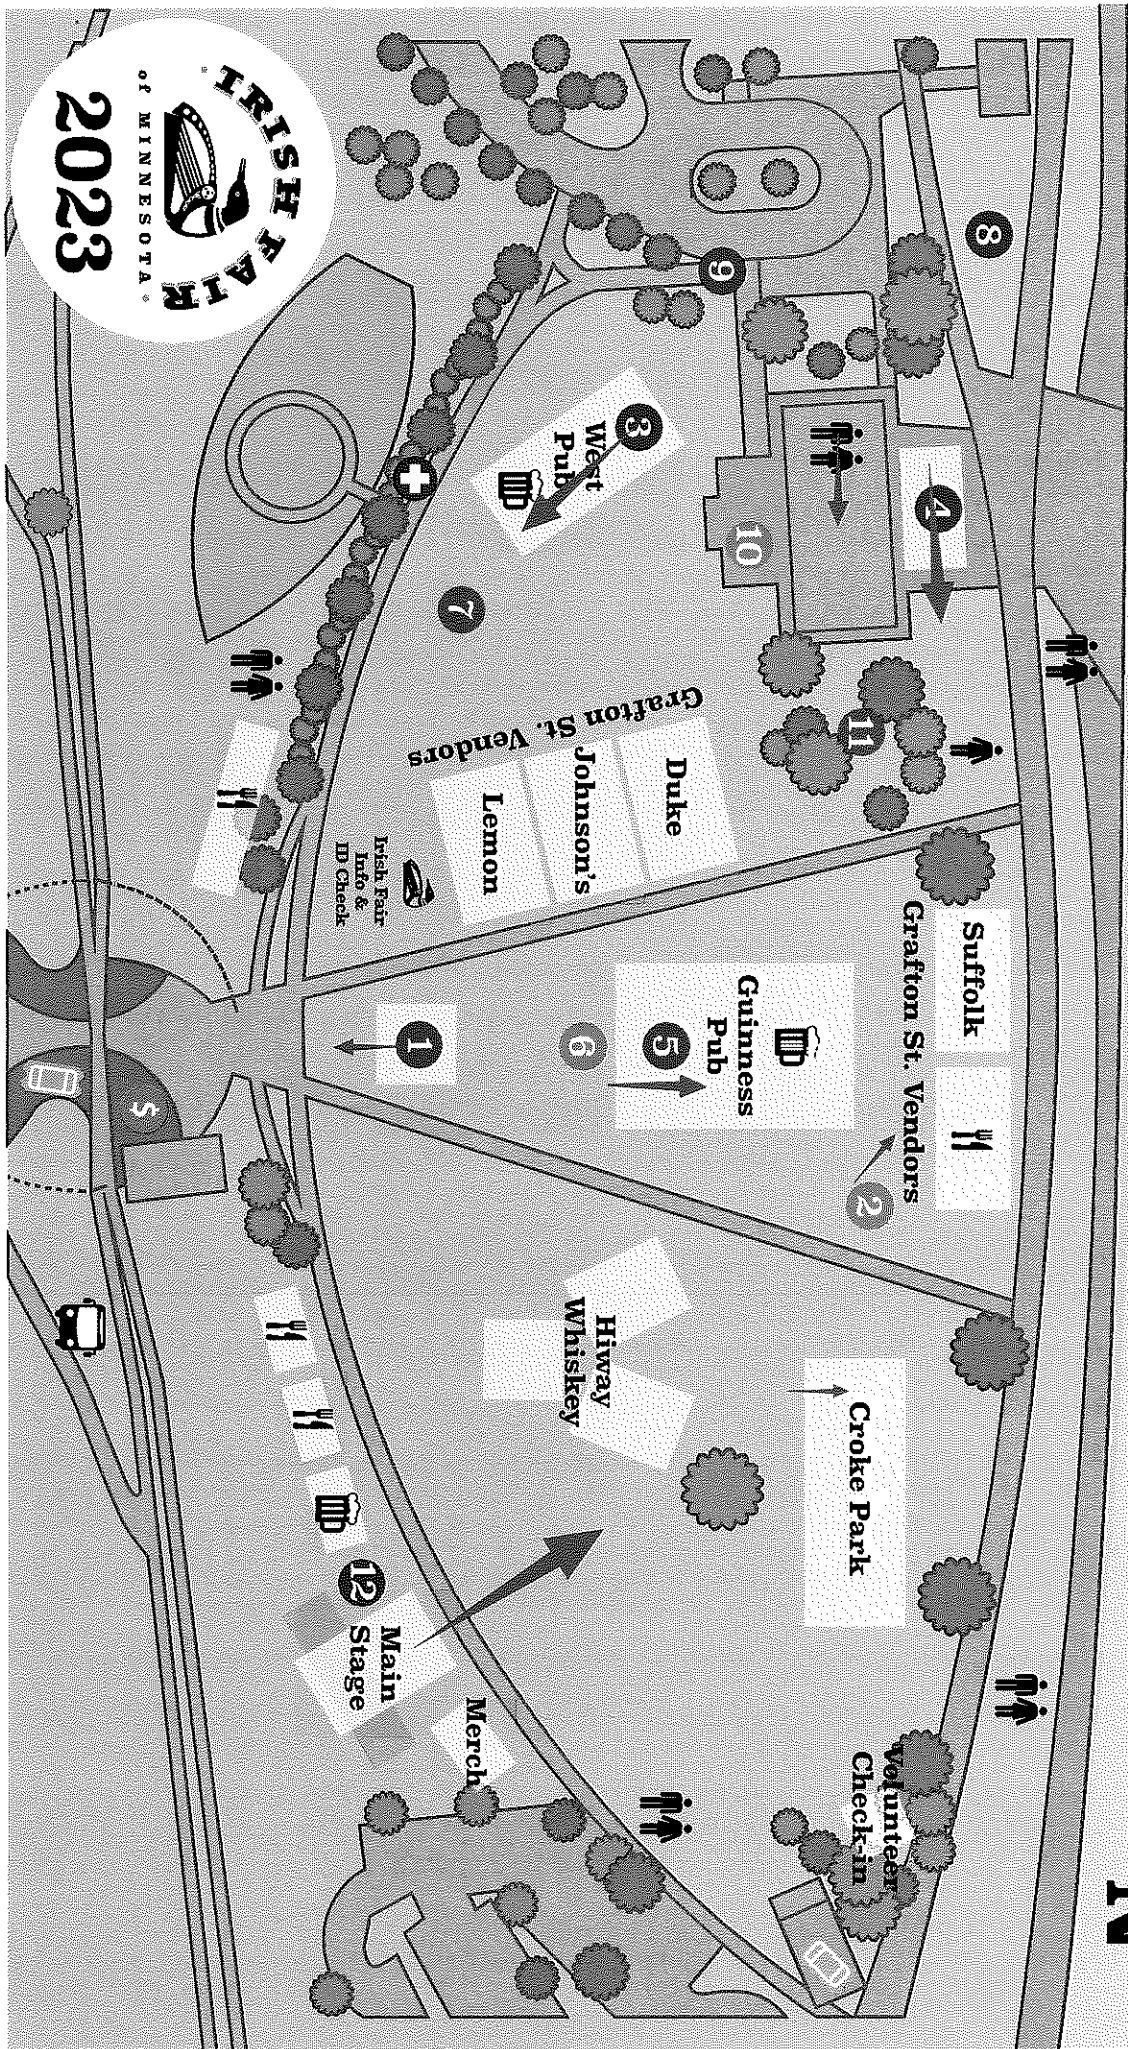 IRISH FAIR
of MINNESOTA
2023
8
9
3
West
Pub
4
10
7
11
Grafton St. Vendors
Duke
Johnson's
Lemon
Irish Fair
Info &
ID Check
Suffolk
Grafton St. Vendors
Guinness
Pub
5
6
1
2
$
Hiway
Whiskey
Croke Park
12
Main
Stage
Merch
Volunteer
Check-in